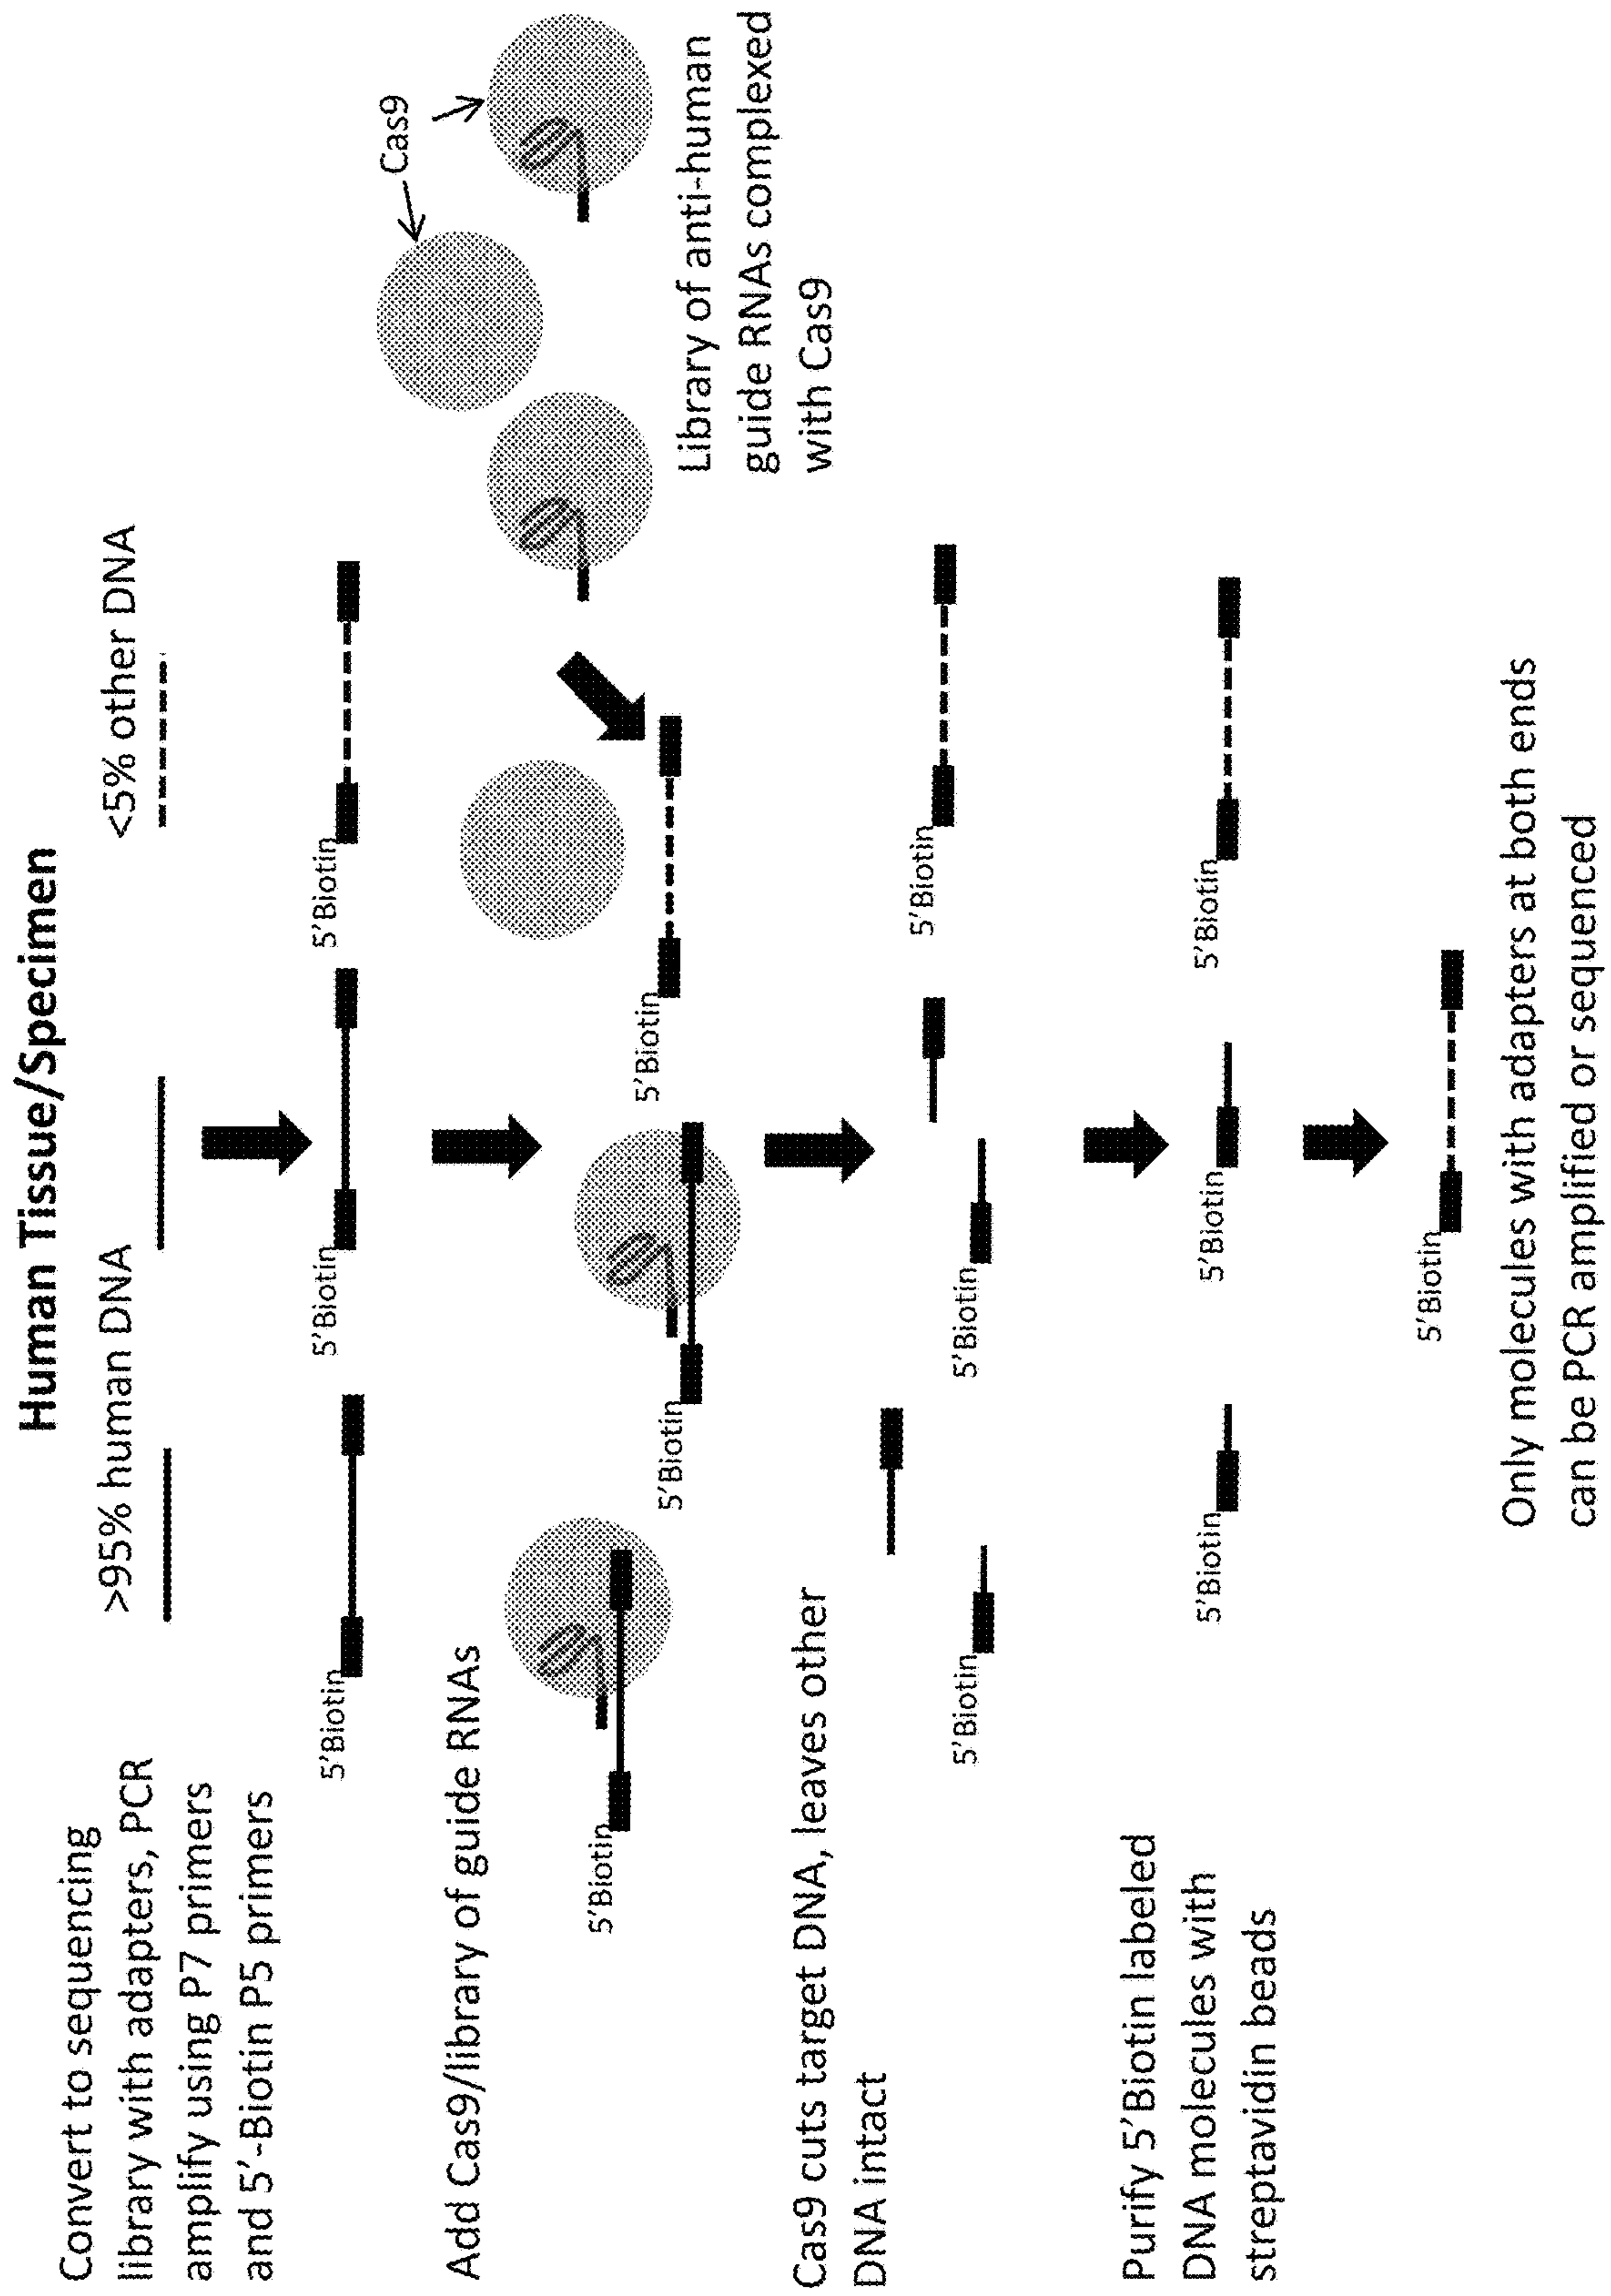 Human Tissue/Specimen
>95% human DNA
<5% other DNA
Convert to sequencing
library with adapters, PCR
amplify using P7 primers
and 5'-Biotin P5 primers
5'Biotin
5'Biotin
5'Biotin
Cas9
Add Cas9/library of guide RNAs
5'Biotin
5'Biotin
5'Biotin
Library of anti-human
guide RNAs complexed
with Cas9
Cas9 cuts target DNA, leaves other
DNA intact
5'Biotin
5'Biotin
5'Biotin
Purify 5'Biotin labeled
DNA molecules with
streptavidin beads
5'Biotin
5'Biotin
5'Biotin
5'Biotin
Only molecules with adapters at both ends
can be PCR amplified or sequenced